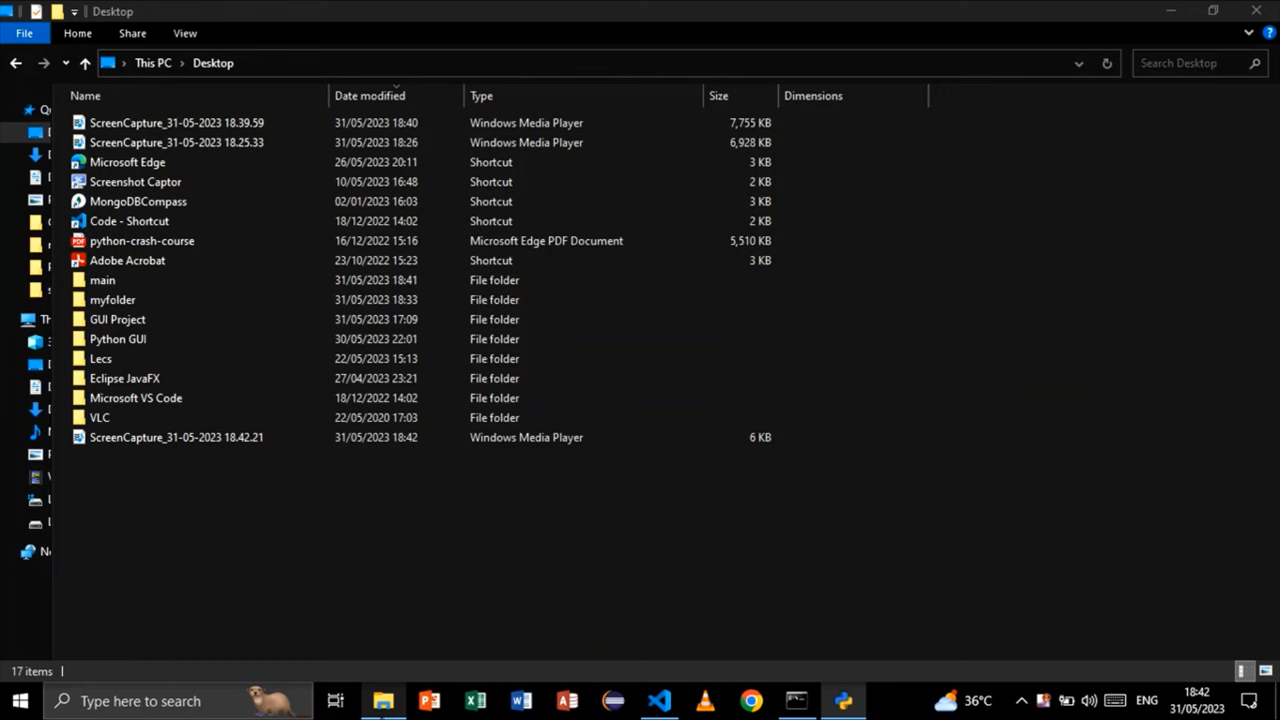 Desktop
File Home Share View
This PC > Desktop
Search Desktop
Name Date modified Type Size Dimensions
ScreenCapture_31-05-2023 18.39.59 31/05/2023 18:40 Windows Media Player 7,755 KB
ScreenCapture_31-05-2023 18.25.33 31/05/2023 18:26 Windows Media Player 6,928 KB
Microsoft Edge 26/05/2023 20:11 Shortcut 3 KB
Screenshot Captor 10/05/2023 16:48 Shortcut 2 KB
MongoDBCompass 02/01/2023 16:03 Shortcut 3 KB
Code - Shortcut 18/12/2022 14:02 Shortcut 2 KB
python-crash-course 16/12/2022 15:16 Microsoft Edge PDF Document 5,510 KB
Adobe Acrobat 23/10/2022 15:23 Shortcut 3 KB
main 31/05/2023 18:41 File folder
myfolder 31/05/2023 18:33 File folder
GUI Project 31/05/2023 17:09 File folder
Python GUI 30/05/2023 22:01 File folder
Lecs 22/05/2023 15:13 File folder
Eclipse JavaFX 27/04/2023 23:21 File folder
Microsoft VS Code 18/12/2022 14:02 File folder
VLC 22/05/2020 17:03 File folder
ScreenCapture_31-05-2023 18.42.21 31/05/2023 18:42 Windows Media Player 6 KB
17 items
Type here to search
36°C
ENG
18:42
31/05/2023